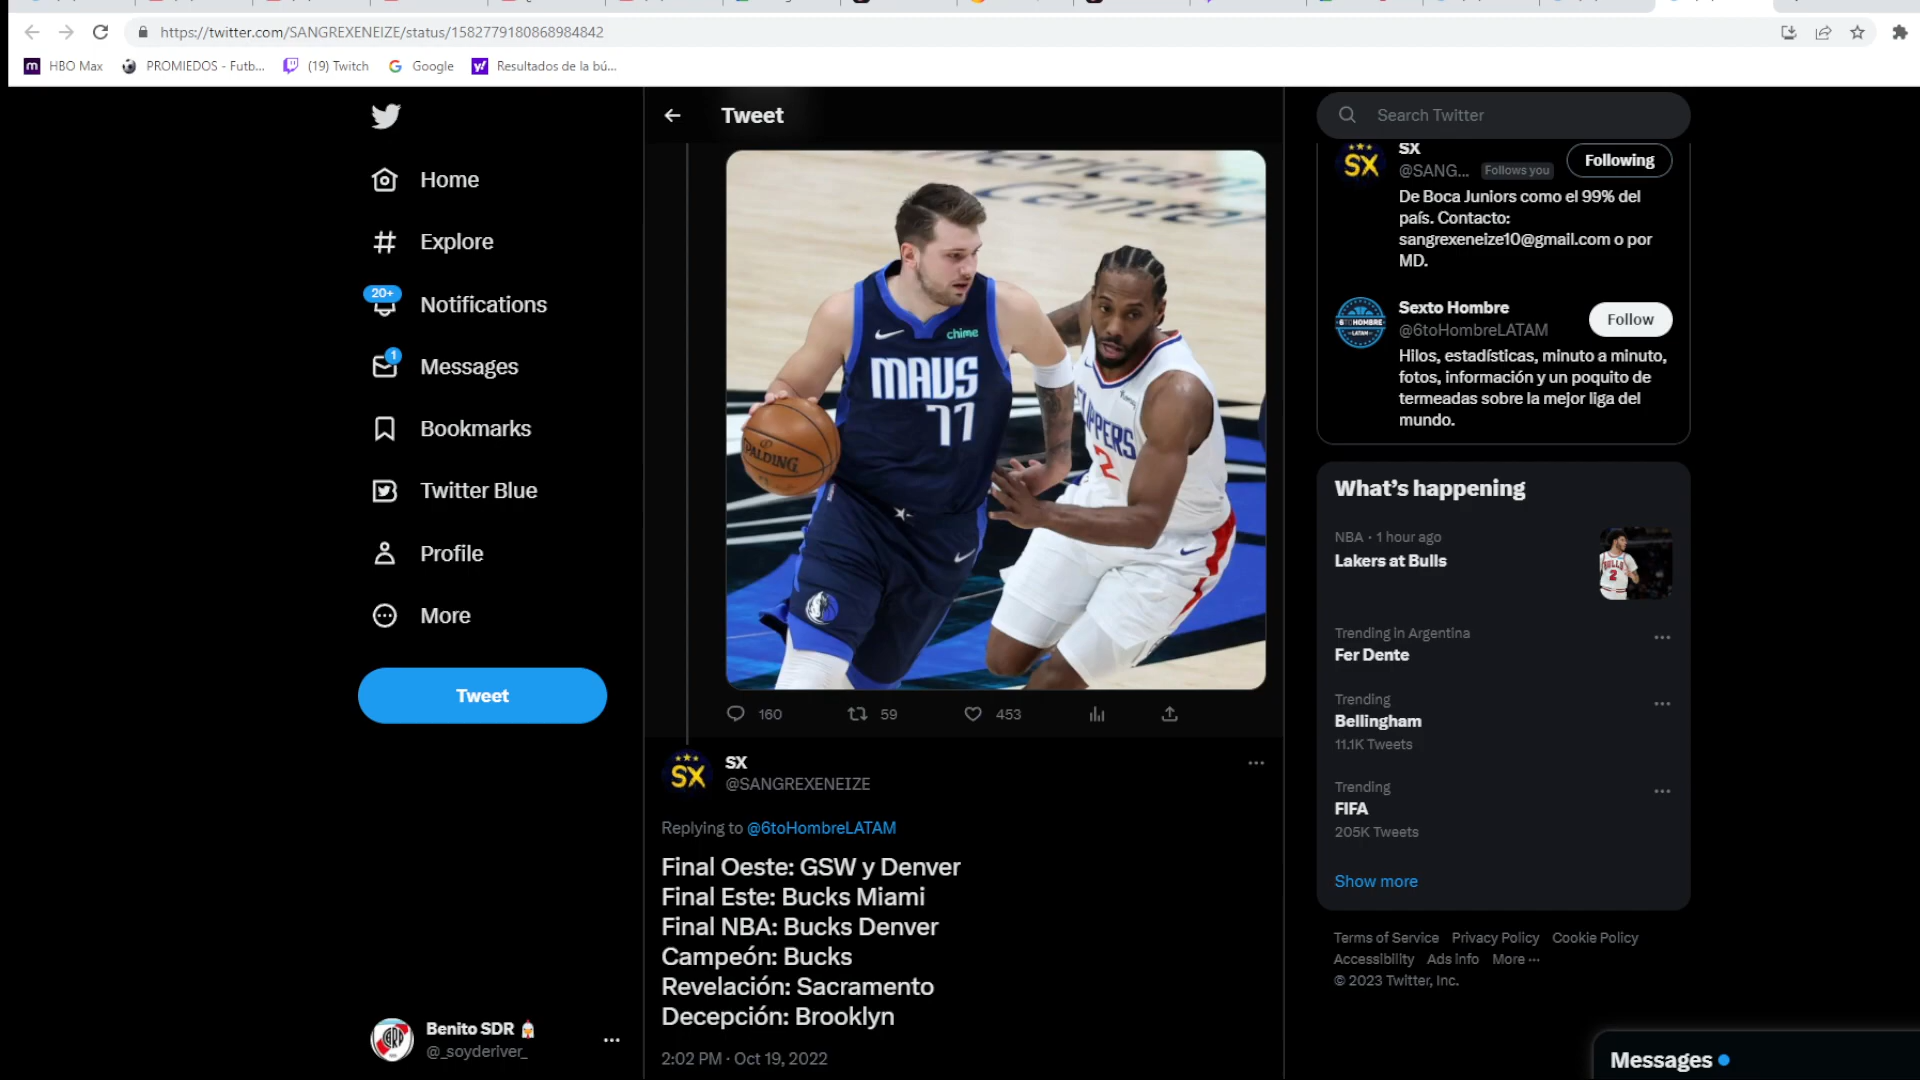 https://twitter.com/SANGREXENEIZE/status/1582779180868984842
HBO Max
PROMIEDOS - Futb...
(19) Twitch
Google
Resultados de la bú...
Home
Explore
20+
Notifications
1
Messages
Bookmarks
Twitter Blue
Profile
More
Tweet
Benito SDR
@_soyderiver_
Tweet
American
Center
chime
MAVS
77
SPALDING
CLIPPERS
2
160
59
453
SX
SX
@SANGREXENEIZE
Replying to @6toHombreLATAM
Final Oeste: GSW y Denver
Final Este: Bucks Miami
Final NBA: Bucks Denver
Campeón: Bucks
Revelación: Sacramento
Decepción: Brooklyn
2:02 PM · Oct 19, 2022
Search Twitter
SX
SX
@SANG... Follows you
Following
De Boca Juniors como el 99% del
país. Contacto:
sangrexeneize10@gmail.com o por
MD.
6TOHOMBRE
LATAM
Sexto Hombre
@6toHombreLATAM
Follow
Hilos, estadísticas, minuto a minuto,
fotos, información y un poquito de
termeadas sobre la mejor liga del
mundo.
What's happening
NBA · 1 hour ago
Lakers at Bulls
BULLS
2
Trending in Argentina
Fer Dente
Trending
Bellingham
11.1K Tweets
Trending
FIFA
205K Tweets
Show more
Terms of Service Privacy Policy Cookie Policy
Accessibility Ads info More ···
© 2023 Twitter, Inc.
Messages